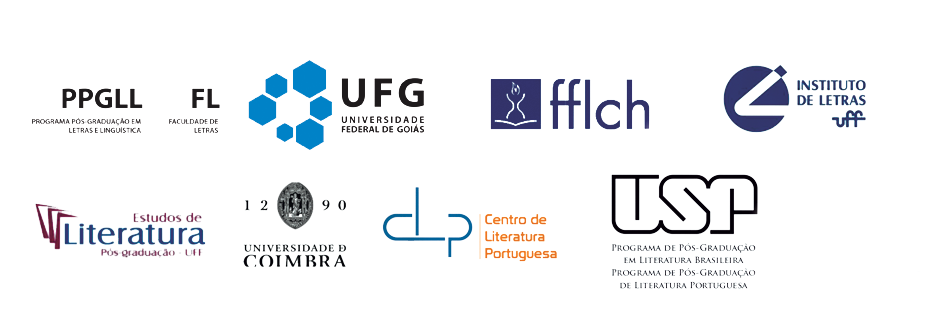 PPGLL
PROGRAMA PÓS-GRADUAÇÃO EM
LETRAS E LINGUÍSTICA
FL
FACULDADE DE
LETRAS
UFG
UNIVERSIDADE
FEDERAL DE GOIÁS
fflch
INSTITUTO
DE LETRAS
uff
Estudos de
Literatura
Pós-graduação - UFF
12 90
UNIVERSIDADE D
COIMBRA
clp
Centro de
Literatura
Portuguesa
USP
PROGRAMA DE PÓS-GRADUAÇÃO
EM LITERATURA BRASILEIRA
PROGRAMA DE PÓS-GRADUAÇÃO
DE LITERATURA PORTUGUESA